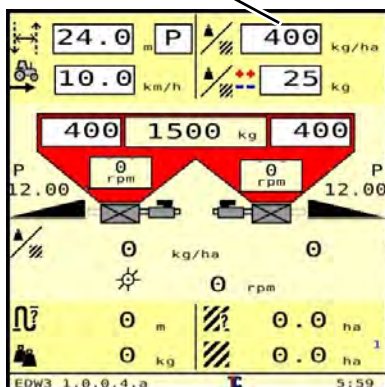 24.0 m P 400 kg/ha
10.0 km/h ++ -- 25 kg
400 1500 kg 400
0 rpm 0 rpm
P P
12.00 12.00
0 kg/ha 0
0 rpm
? 0 m ? 0.0 ha
0 kg 0.0 ha 1
EDW3 1.0.0.4.a TC 5:59